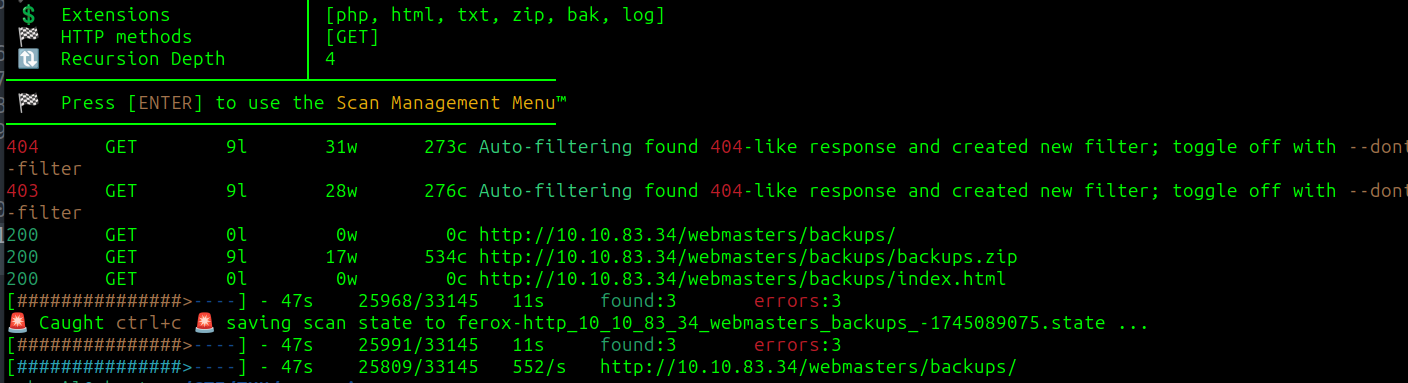 💲 Extensions │ [php, html, txt, zip, bak, log]
🏁 HTTP methods │ [GET]
🔃 Recursion Depth │ 4
🏁 Press [ENTER] to use the Scan Management Menu™
404 GET 9l 31w 273c Auto-filtering found 404-like response and created new filter; toggle off with --dont
-filter
403 GET 9l 28w 276c Auto-filtering found 404-like response and created new filter; toggle off with --dont
-filter
200 GET 0l 0w 0c http://10.10.83.34/webmasters/backups/
200 GET 9l 17w 534c http://10.10.83.34/webmasters/backups/backups.zip
200 GET 0l 0w 0c http://10.10.83.34/webmasters/backups/index.html
[###############>----] - 47s 25968/33145 11s found:3 errors:3
🚨 Caught ctrl+c 🚨 saving scan state to ferox-http_10_10_83_34_webmasters_backups_-1745089075.state ...
[###############>----] - 47s 25991/33145 11s found:3 errors:3
[###############>----] - 47s 25809/33145 552/s http://10.10.83.34/webmasters/backups/